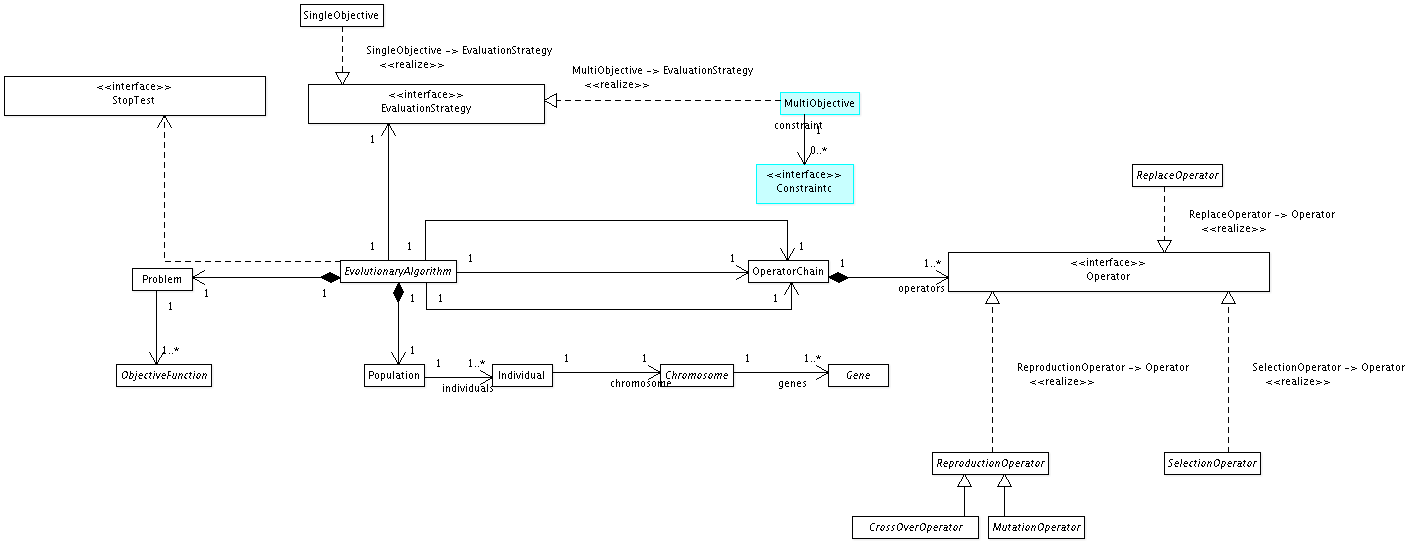 SingleObjective
SingleObjective -> EvaluationStrategy
<<realize>>
MultiObjective -> EvaluationStrategy
<<realize>>
<<interface>>
StopTest
<<interface>>
EvaluationStrategy
MultiObjective
constraint
1
0..*
<<interface>>
Constraintc
1
ReplaceOperator
ReplaceOperator -> Operator
<<realize>>
1
1
1
EvolutionaryAlgorithm
1
1
OperatorChain
1
1..*
operators
<<interface>>
Operator
Problem
1
1
1
1
1
1
1..*
ObjectiveFunction
1
Population
1
1..*
individuals
Individual
1
1
chromosome
Chromosome
1
1..*
genes
Gene
ReproductionOperator -> Operator
<<realize>>
SelectionOperator -> Operator
<<realize>>
ReproductionOperator
SelectionOperator
CrossOverOperator
MutationOperator